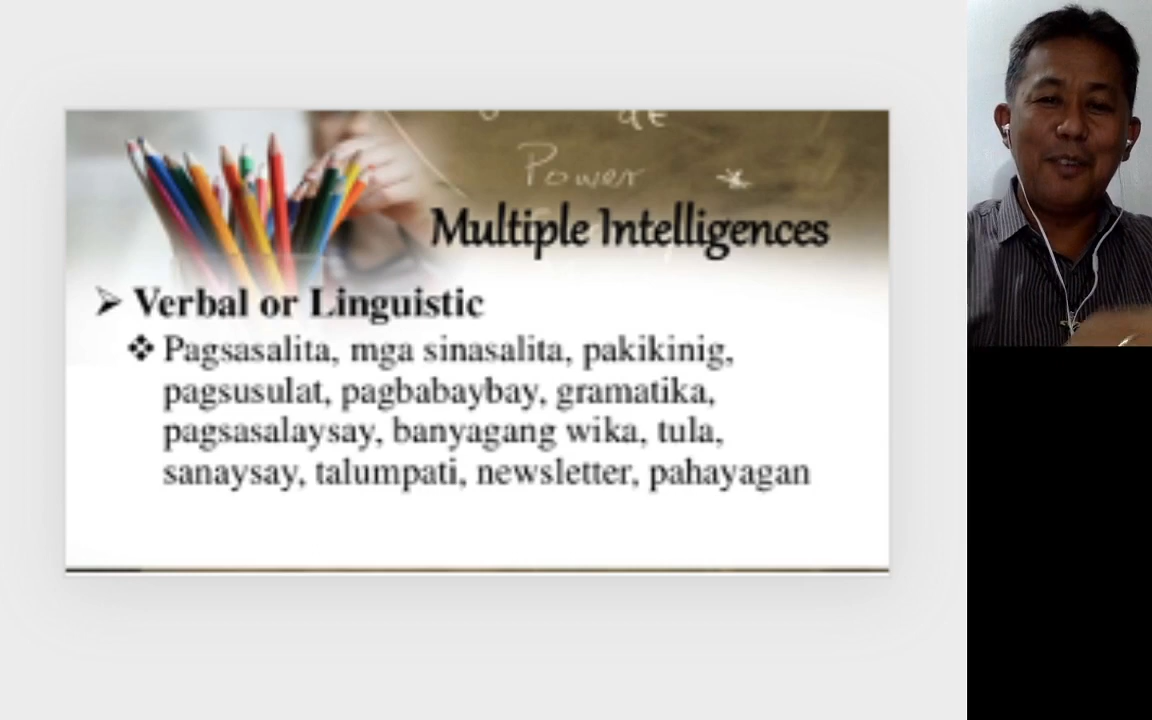 Power
Multiple Intelligences
Verbal or Linguistic
Pagsasalita, mga sinasalita, pakikinig,
pagsusulat, pagbabaybay, gramatika,
pagsasalaysay, banyagang wika, tula,
sanaysay, talumpati, newsletter, pahayagan